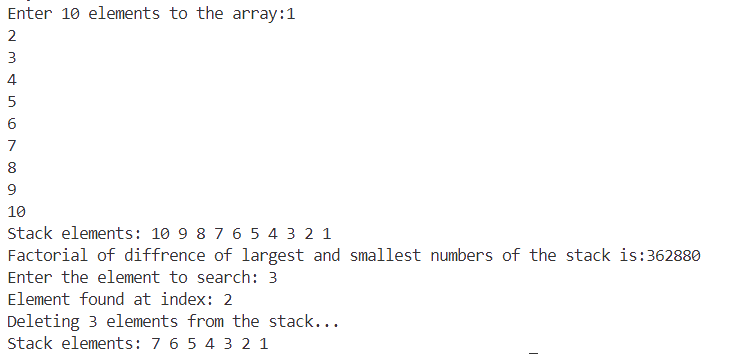 Enter 10 elements to the array:1
2
3
4
5
6
7
8
9
10
Stack elements: 10 9 8 7 6 5 4 3 2 1
Factorial of diffrence of largest and smallest numbers of the stack is:362880
Enter the element to search: 3
Element found at index: 2
Deleting 3 elements from the stack...
Stack elements: 7 6 5 4 3 2 1